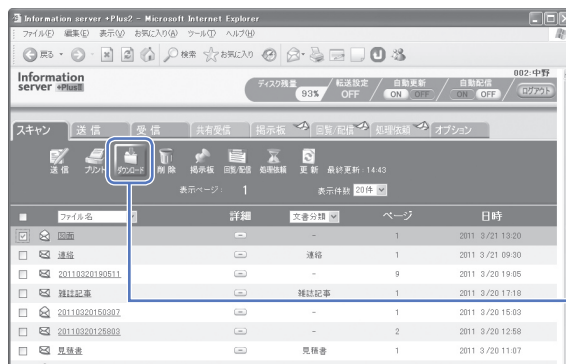 Information server +Plus2 - Microsoft Internet Explorer
ファイル(F) 編集(E) 表示(V) お気に入り(A) ツール(T) ヘルプ(H)
戻る 検索 お気に入り
Information server +PlusII
002:中野
ディスク残量 93% 転送設定 OFF 自動更新 ON OFF 自動配信 ON OFF ログアウト
スキャン 送信 受信 共有受信 掲示板 回覧/配信 処理依頼 オプション
送信 プリント ダウンロード 削除 掲示板 回覧/配信 処理依頼 更新 最終更新 : 14:43
表示ページ : 1 表示件数 20件
ファイル名 詳細 文書分類 ページ 日時
図面 - 1 2011 3/21 13:20
連絡 連絡 1 2011 3/21 09:30
20110320190511 - 9 2011 3/20 19:05
雑誌記事 雑誌記事 1 2011 3/20 17:18
20110320150307 - 1 2011 3/20 15:03
20110320125803 - 2 2011 3/20 12:58
見積書 見積書 1 2011 3/20 11:07